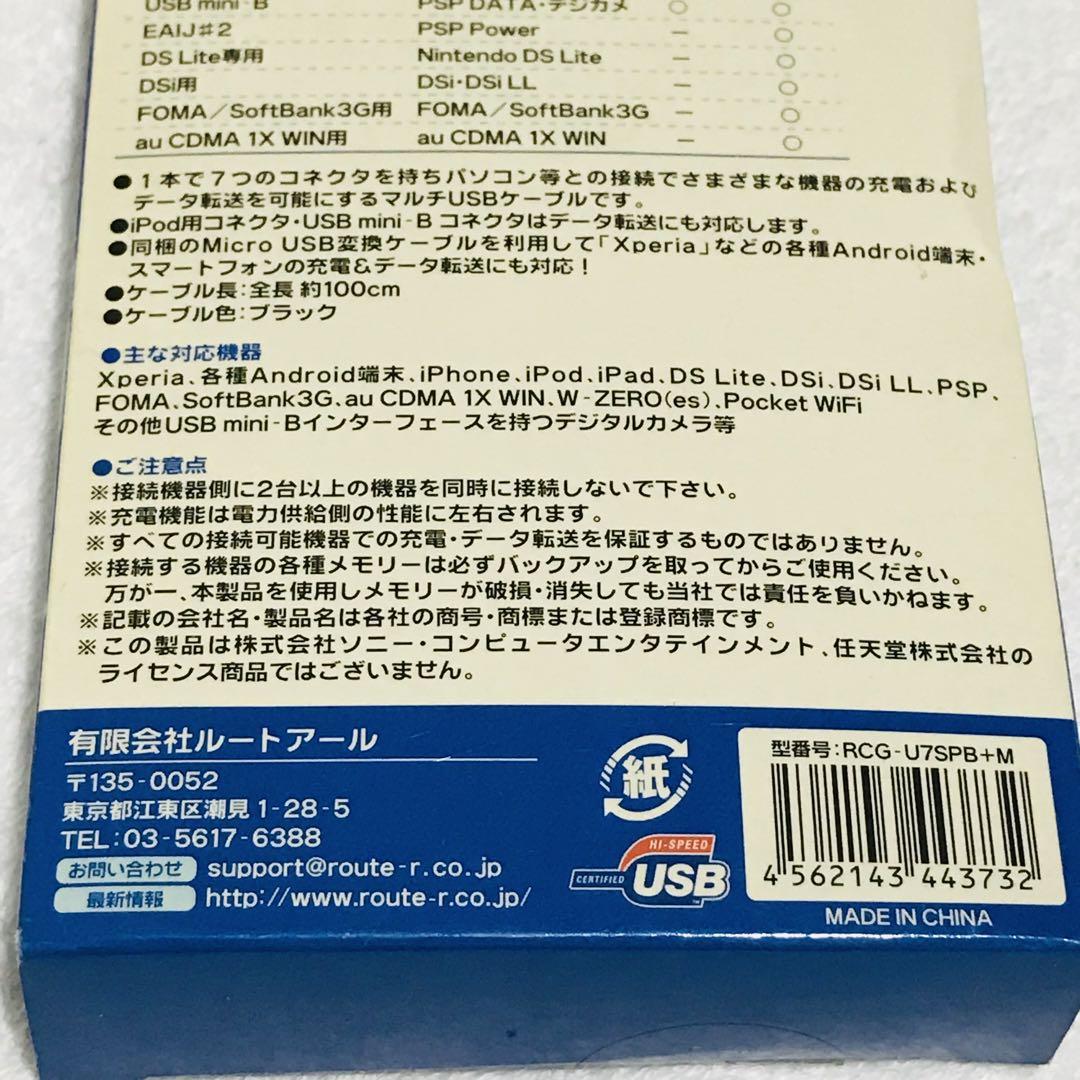 USB mini-B PSP DATA・デジカメ ○ ○
EAIJ♯2 PSP Power － ○
DS Lite専用 Nintendo DS Lite － ○
DSi用 DSi・DSi LL － ○
FOMA／SoftBank3G用 FOMA／SoftBank3G － ○
au CDMA 1X WIN用 au CDMA 1X WIN － ○
●1本で7つのコネクタを持ちパソコン等との接続でさまざまな機器の充電および
データ転送を可能にするマルチUSBケーブルです。
●iPod用コネクタ・USB mini-B コネクタはデータ転送にも対応します。
●同梱のMicro USB変換ケーブルを利用して「Xperia」などの各種Android端末・
スマートフォンの充電&データ転送にも対応！
●ケーブル長：全長 約100cm
●ケーブル色：ブラック
●主な対応機器
Xperia、各種Android端末、iPhone、iPod、iPad、DS Lite、DSi、DSi LL、PSP、
FOMA、SoftBank3G、au CDMA 1X WIN、W-ZERO(es)、Pocket WiFi
その他USB mini-Bインターフェースを持つデジタルカメラ等
●ご注意点
※接続機器側に2台以上の機器を同時に接続しないで下さい。
※充電機能は電力供給側の性能に左右されます。
※すべての接続可能機器での充電・データ転送を保証するものではありません。
※接続する機器の各種メモリーは必ずバックアップを取ってからご使用ください。
万が一、本製品を使用しメモリーが破損・消失しても当社では責任を負いかねます。
※記載の会社名・製品名は各社の商号・商標または登録商標です。
※この製品は株式会社ソニー・コンピュータエンタテインメント、任天堂株式会社の
ライセンス商品ではございません。
有限会社ルートアール
〒135-0052
東京都江東区潮見1-28-5
TEL：03-5617-6388
お問い合わせ support@route-r.co.jp
最新情報 http://www.route-r.co.jp/
紙
HI-SPEED
CERTIFIED USB™
型番号：RCG-U7SPB+M
4 562143 443732
MADE IN CHINA